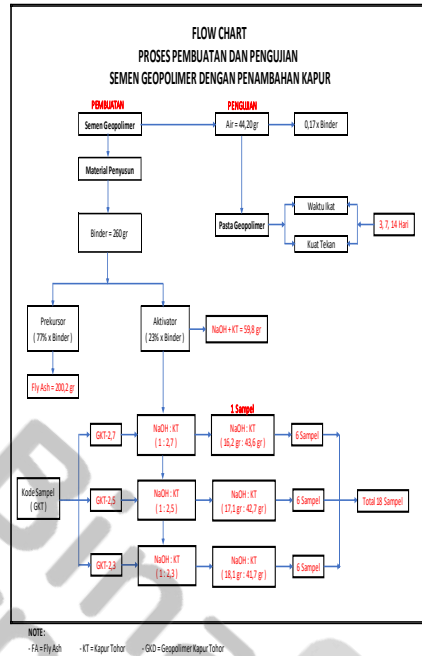 FLOW CHART
PROSES PEMBUATAN DAN PENGUJIAN
SEMEN GEOPOLIMER DENGAN PENAMBAHAN KAPUR
PEMBUATAN
PENGUJIAN
Semen Geopolimer
Air = 44,20 gr
0,17 x Binder
Material Penyusun
Binder = 260 gr
Pasta Geopolimer
Waktu Ikat
Kuat Tekan
3, 7, 14 Hari
Prekursor
( 77% x Binder )
Aktivator
( 23% x Binder )
NaOH + KT = 59,8 gr
Fly Ash = 200,2 gr
1 Sampel
GKT-2,7
NaOH : KT
( 1 : 2,7 )
NaOH : KT
(16,2 gr : 43,6 gr )
6 Sampel
Kode Sampel
( GKT )
GKT-2,5
NaOH : KT
( 1 : 2,5 )
NaOH : KT
( 17,1 gr : 42,7 gr )
6 Sampel
Total 18 Sampel
GKT-2,3
NaOH : KT
( 1 : 2,3 )
NaOH : KT
( 18,1 gr : 41,7 gr )
6 Sampel
NOTE :
- FA = Fly Ash - KT = Kapur Tohor - GKD = Geopolimer Kapur Tohor